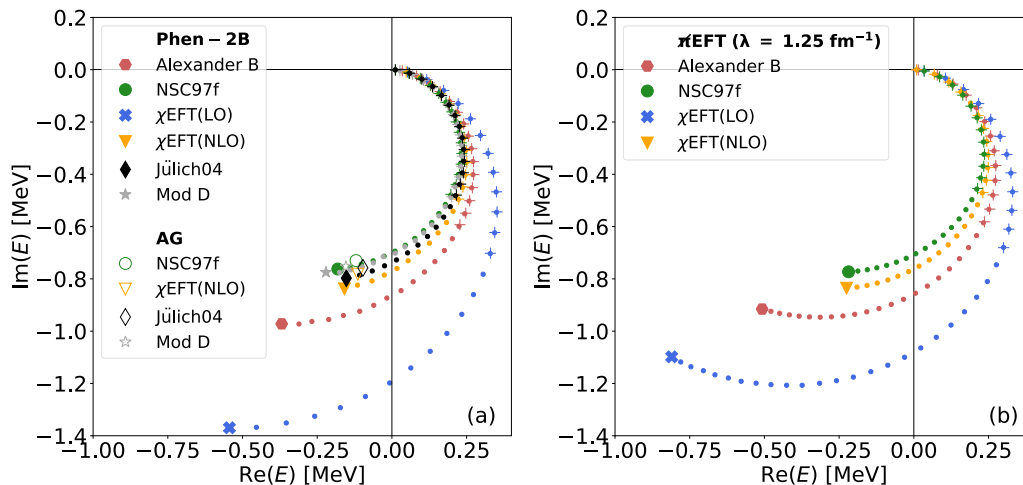 0.2
0.0
−0.2
−0.4
−0.6
−0.8
−1.0
−1.2
−1.4
Im(E) [MeV]
Phen − 2B
Alexander B
NSC97f
χEFT(LO)
χEFT(NLO)
Jülich04
Mod D
AG
NSC97f
χEFT(NLO)
Jülich04
Mod D
(a)
−1.00 −0.75 −0.50 −0.25 0.00 0.25
Re(E) [MeV]
0.2
0.0
−0.2
−0.4
−0.6
−0.8
−1.0
−1.2
−1.4
Im(E) [MeV]
π̸EFT (λ = 1.25 fm⁻¹)
Alexander B
NSC97f
χEFT(LO)
χEFT(NLO)
(b)
−1.00 −0.75 −0.50 −0.25 0.00 0.25
Re(E) [MeV]